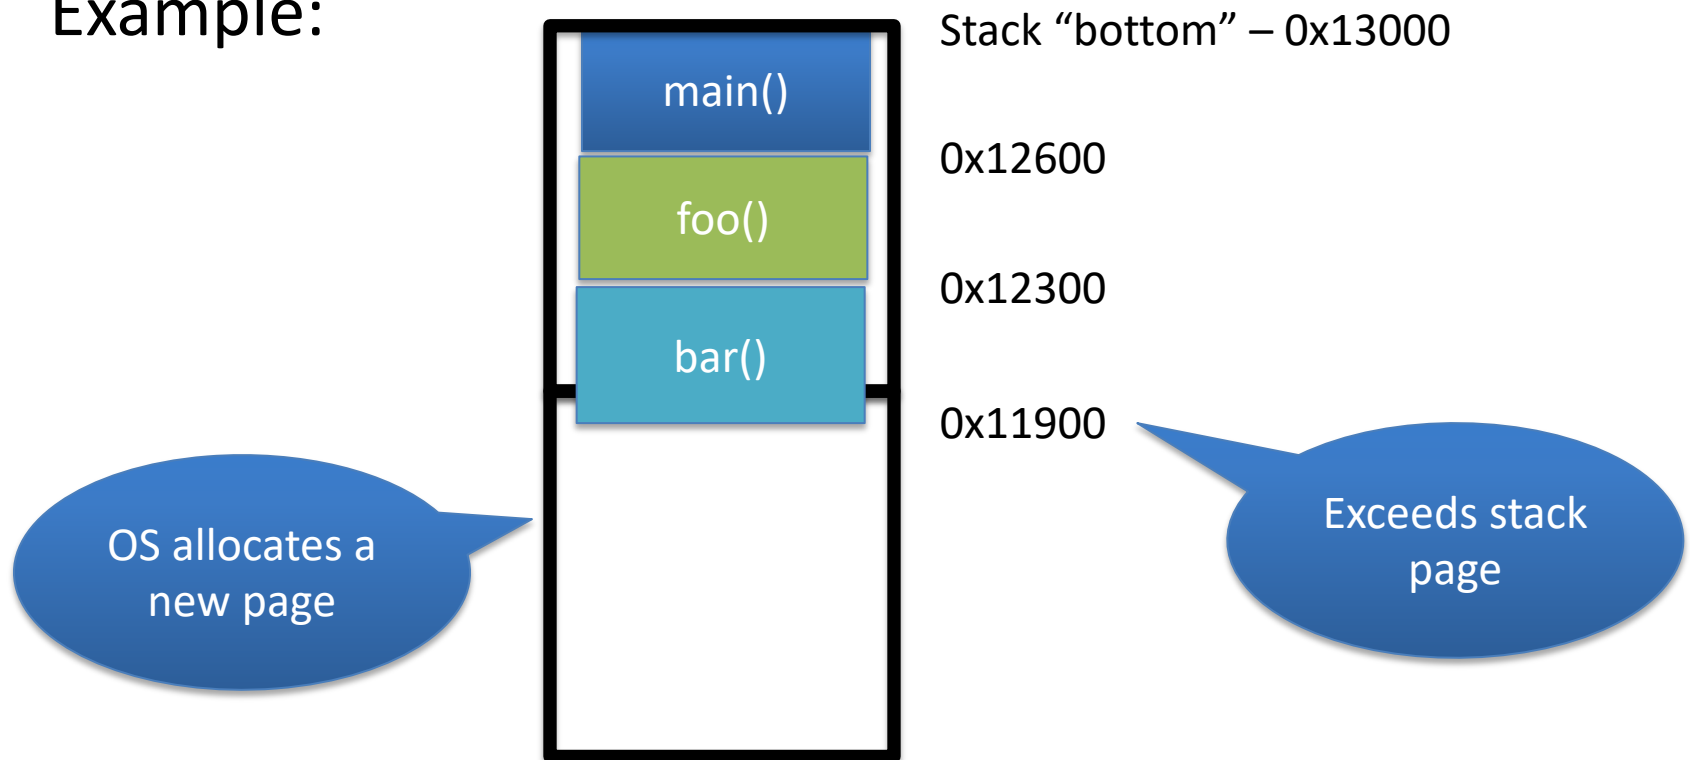 Example:
Stack “bottom” – 0x13000
main()
0x12600
foo()
0x12300
bar()
0x11900
Exceeds stack
page
OS allocates a
new page